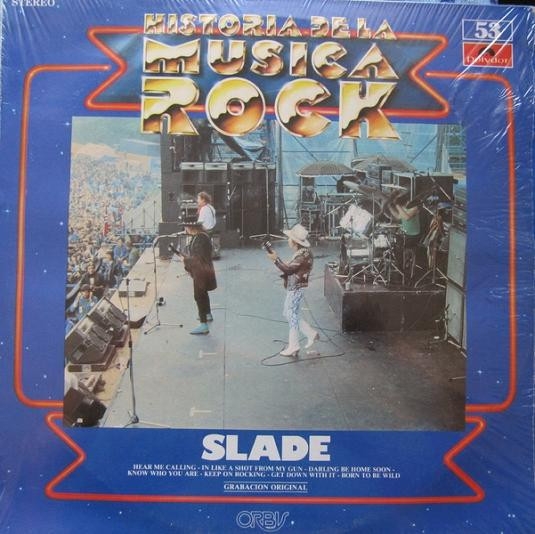 STEREO
HISTORIA DE LA
MUSICA
ROCK
53
Polydor
SLADE
HEAR ME CALLING - IN LIKE A SHOT FROM MY GUN - DARLING BE HOME SOON -
KNOW WHO YOU ARE - KEEP ON ROCKING - GET DOWN WITH IT - BORN TO BE WILD
GRABACION ORIGINAL
ORBIS